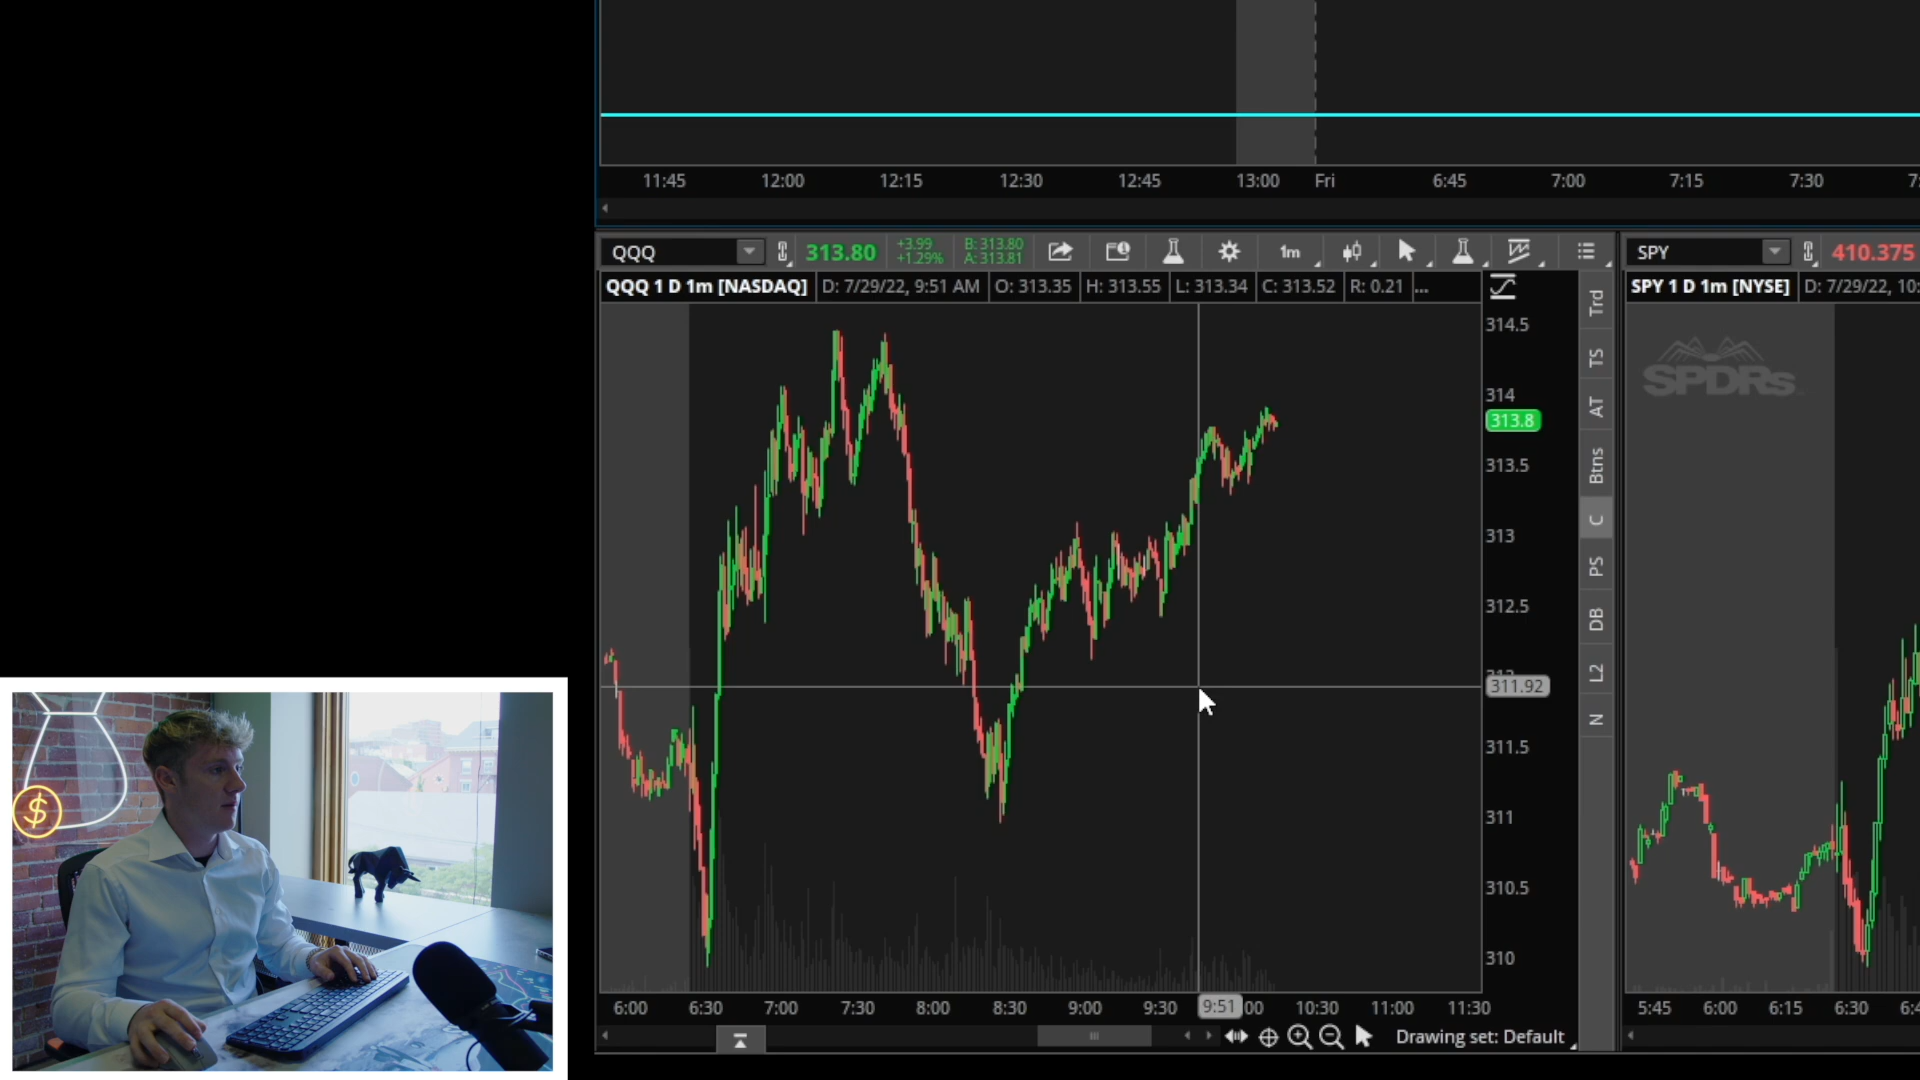 11:45 12:00 12:15 12:30 12:45 13:00 Fri 6:45 7:00 7:15 7:30
QQQ 313.80 +3.99 +1.29% B: 313.80 A: 313.81 1m
SPY 410.375
QQQ 1 D 1m [NASDAQ] D: 7/29/22, 9:51 AM O: 313.35 H: 313.55 L: 313.34 C: 313.52 R: 0.21 ...
SPY 1 D 1m [NYSE] D: 7/29/22, 10:
314.5
314
313.8
313.5
313
312.5
311.92
311.5
311
310.5
310
Trd
TS
AT
Btns
C
PS
DB
L2
N
SPDRs
$
6:00 6:30 7:00 7:30 8:00 8:30 9:00 9:30 9:51 :00 10:30 11:00 11:30
5:45 6:00 6:15 6:30
Drawing set: Default